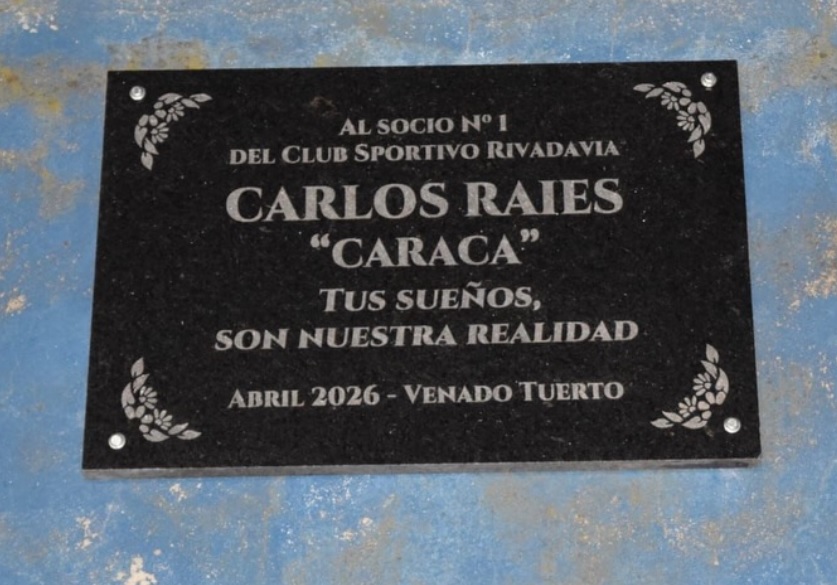 AL SOCIO Nº 1
DEL CLUB SPORTIVO RIVADAVIA
CARLOS RAIES
“CARACA”
TUS SUEÑOS,
SON NUESTRA REALIDAD
ABRIL 2026 - VENADO TUERTO